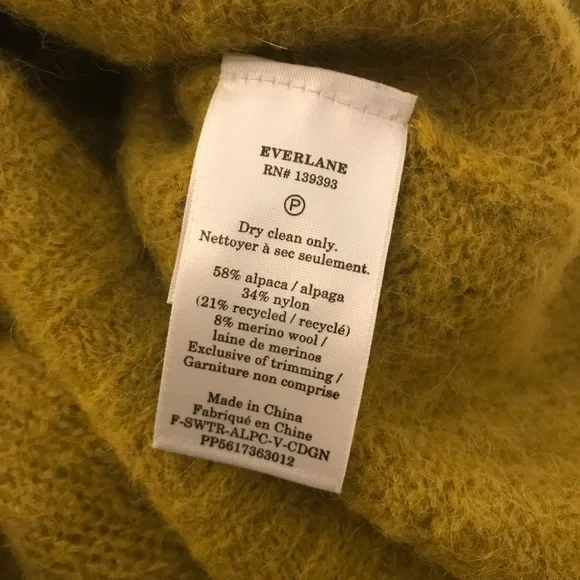 EVERLANE
RN# 139393
P
Dry clean only.
Nettoyer à sec seulement.
58% alpaca / alpaga
34% nylon
(21% recycled / recyclé)
8% merino wool /
laine de merinos
Exclusive of trimming /
Garniture non comprise
Made in China
Fabriqué en Chine
F-SWTR-ALPC-V-CDGN
PP5617363012